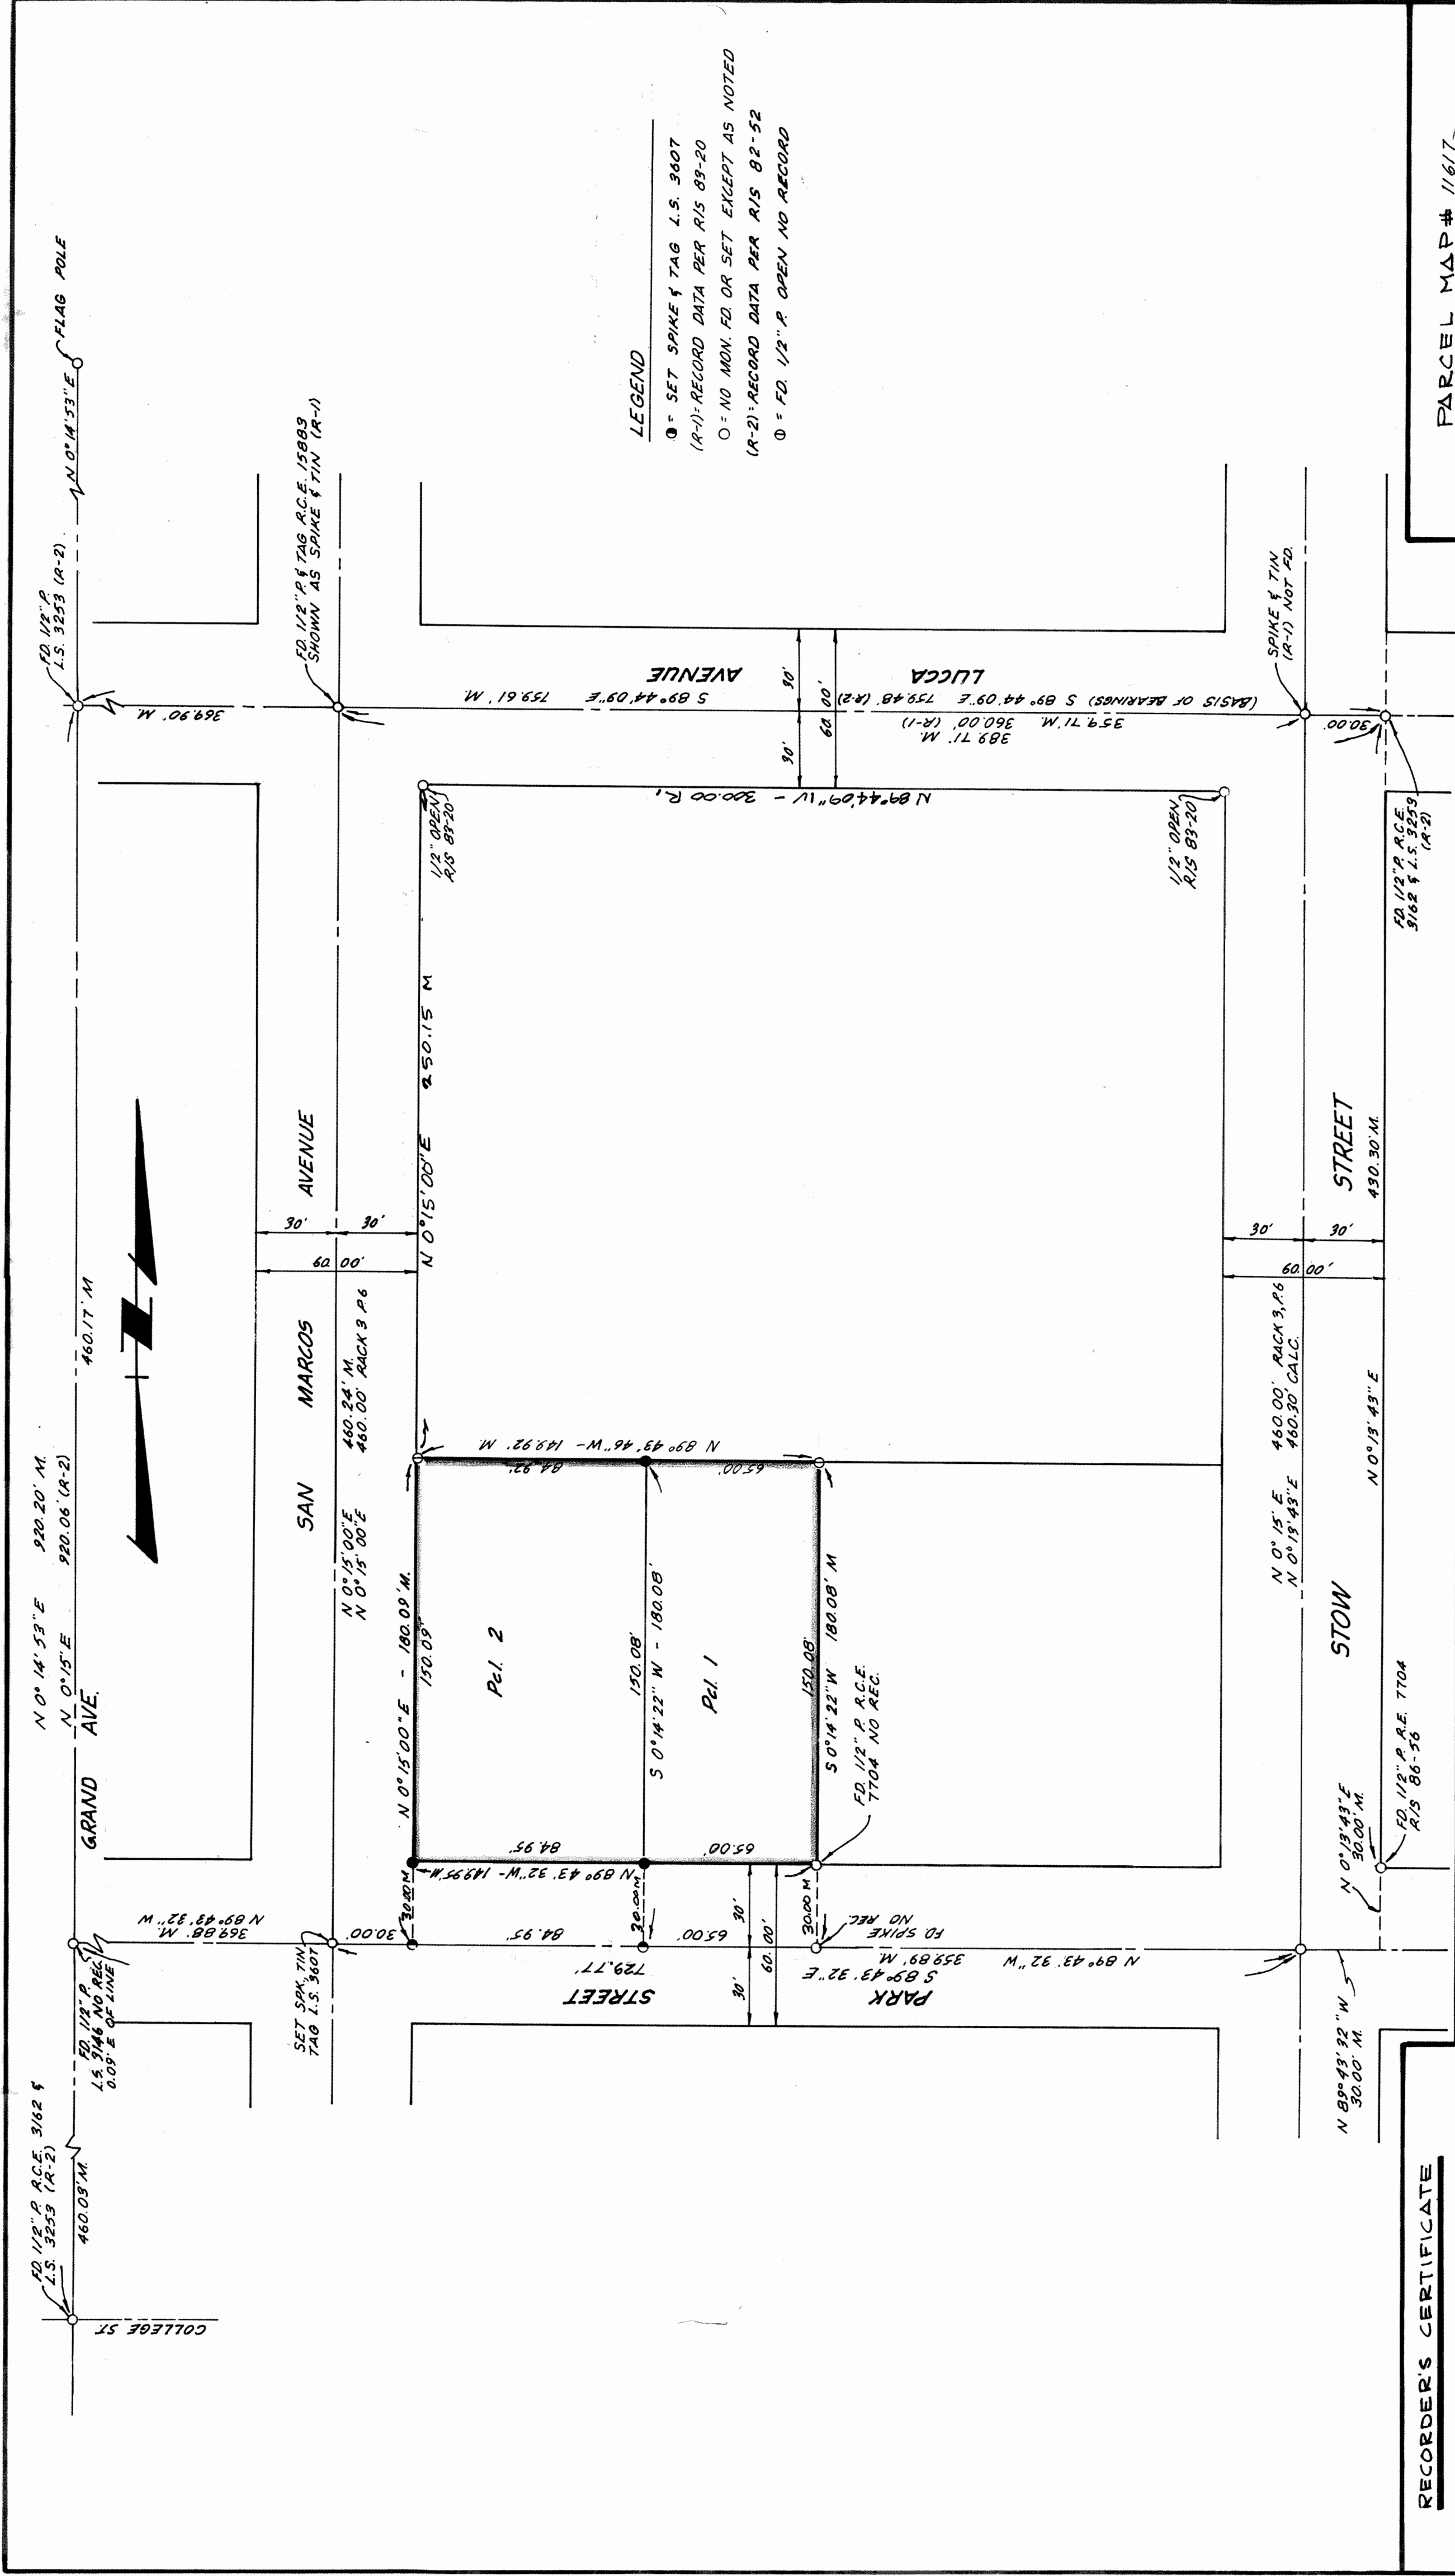 N 0° 14' 53" E 920.20' M.
N 0° 15' E 920.06' (R-2)
GRAND AVE.
460.17' M
FD. 1/2" P. R.C.E. 3162 &
L.S. 3253 (R-2)
460.03' M.
COLLEGE ST.
FD. 1/2" P.
L.S. 3146 NO REC.
0.09' E OF LINE
FD. 1/2" P.
L.S. 3253 (R-2)
N 0° 14' 53" E
FLAG POLE
369.88' M.
N 89° 43' 32" W
369.90' M
SET SPK, TIN
TAG L.S. 3607
FD. 1/2" P. & TAG R.C.E. 15883
SHOWN AS SPIKE & TIN (R-1)
SAN MARCOS AVENUE
30'
30'
60.00'
N 0° 15' 00" E 460.24' M.
N 0° 15' 00" E 460.00' RACK 3 P.6
N 0° 15' 00" E - 180.09' M.
150.09'
N 0° 15' 00" E 250.15 M
30.00'
30.00 M
84.95'
84.95'
N 89° 43' 32" W - 149.95' M
Pcl. 2
84.92'
N 89° 43' 46" W - 149.92' M.
65.00'
150.08'
S 0° 14' 22" W - 180.08'
30.00 M
Pcl. 1
65.00'
65.00'
150.08'
S 0° 14' 22" W 180.08' M
30.00 M
FD. 1/2" P. R.C.E.
7704 NO REC.
FD. SPIKE
NO REC.
729.77'
PARK STREET
30'
30'
60.00'
S 89° 43' 32" E
359.89' M.
N 89° 43' 32" W
1/2" OPEN
R/S 83-20
1/2" OPEN
R/S 83-20
N 89° 44' 09" W - 300.00 R,
LUCCA AVENUE
S 89° 44' 09" E 759.61' M.
(BASIS OF BEARINGS) S 89° 44' 09" E 759.48' (R-2)
359.71' M. 360.00' (R-1)
389.71' M.
30'
30'
60.00'
SPIKE & TIN
(R-1) NOT FD.
30.00'
FD. 1/2" P. R.C.E.
3162 & L.S. 3253
(R-2)
N 0° 15' E 460.00' RACK 3, P.6
N 0° 13' 43" E 460.30' CALC.
STOW STREET
30'
30'
60.00'
N 0° 13' 43" E 430.30' M.
N 0° 13' 43" E
30.00' M.
FD. 1/2" P. R.E. 7704
R/S 86-56
N 89° 43' 32" W
30.00' M.
LEGEND
= SET SPIKE & TAG L.S. 3607
(R-1)= RECORD DATA PER R/S 83-20
O = NO MON. FD. OR SET EXCEPT AS NOTED
(R-2)= RECORD DATA PER R/S 82-52
= FD. 1/2" P. OPEN NO RECORD
RECORDER'S CERTIFICATE
PARCEL MAP # 11617